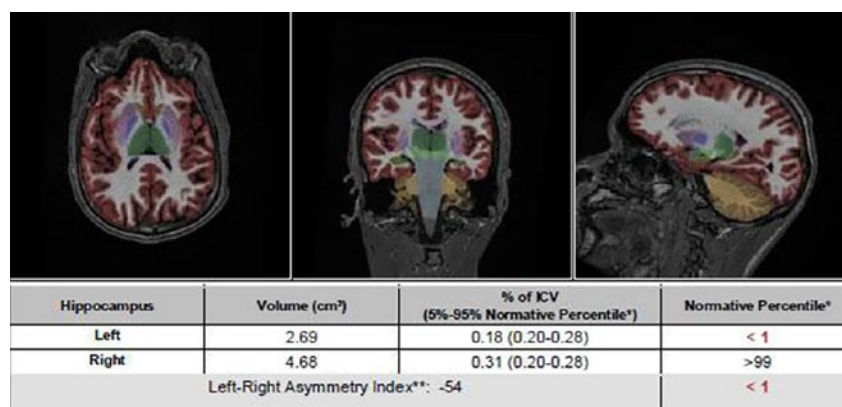 Hippocampus Volume (cm³) % of ICV (5%-95% Normative Percentile*) Normative Percentile*
Left 2.69 0.18 (0.20-0.28) < 1
Right 4.68 0.31 (0.20-0.28) >99
Left-Right Asymmetry Index**: -54 < 1